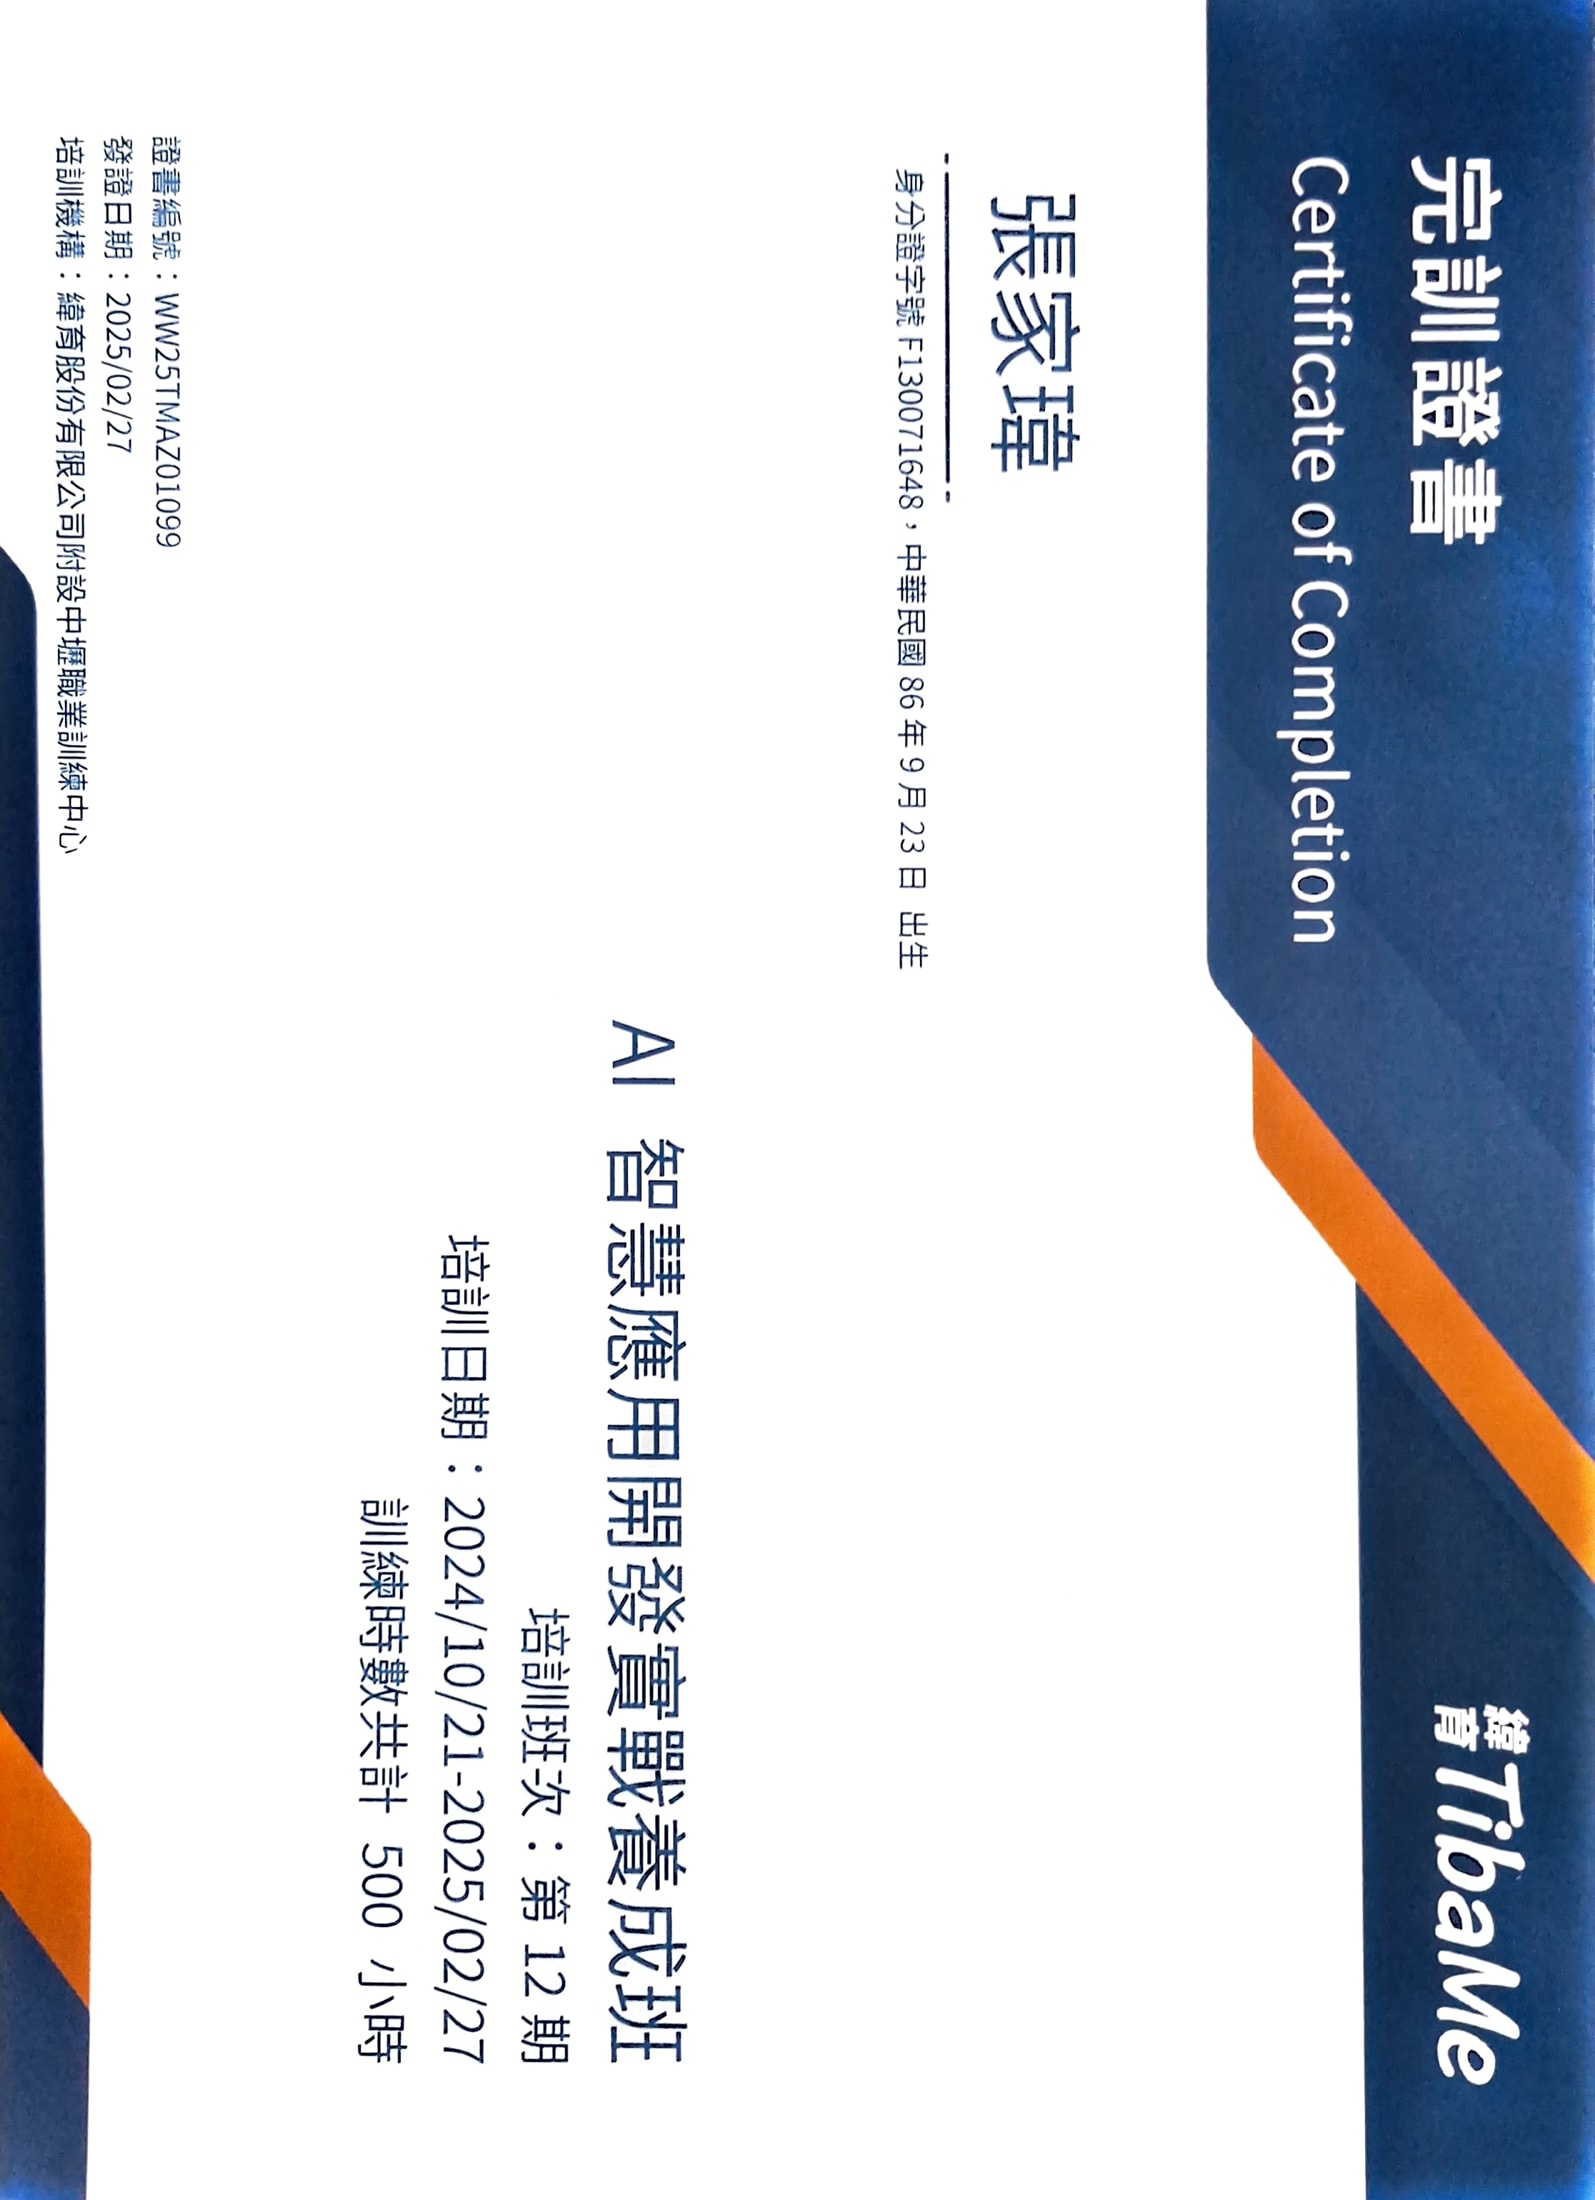 完訓證書
緯育 TibaMe
Certificate of Completion
張家瑋
身分證字號 F130071648，中華民國 86 年 9 月 23 日 出生
AI 智慧應用開發實戰養成班
培訓班次：第 12 期
培訓日期：2024/10/21-2025/02/27
訓練時數共計 500 小時
證書編號：WW25TMAZ01099
發證日期：2025/02/27
培訓機構：緯育股份有限公司附設中壢職業訓練中心